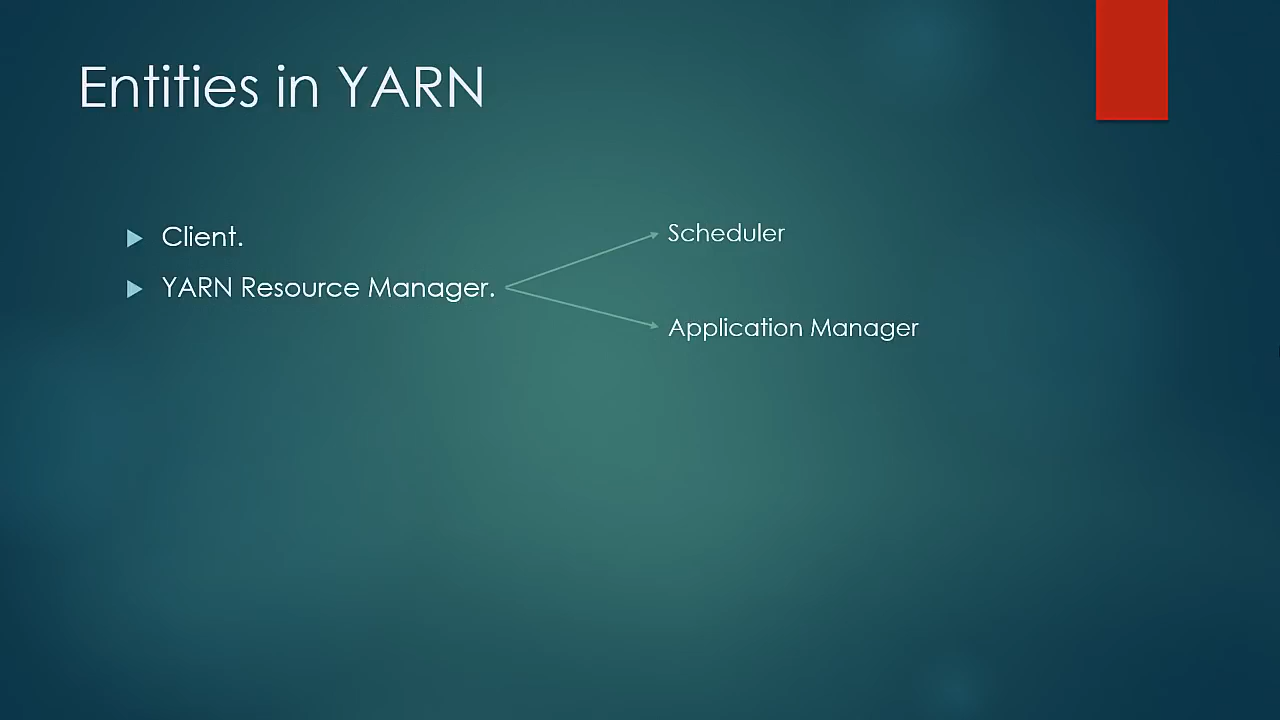 Entities in YARN
Client.
YARN Resource Manager.
Scheduler
Application Manager